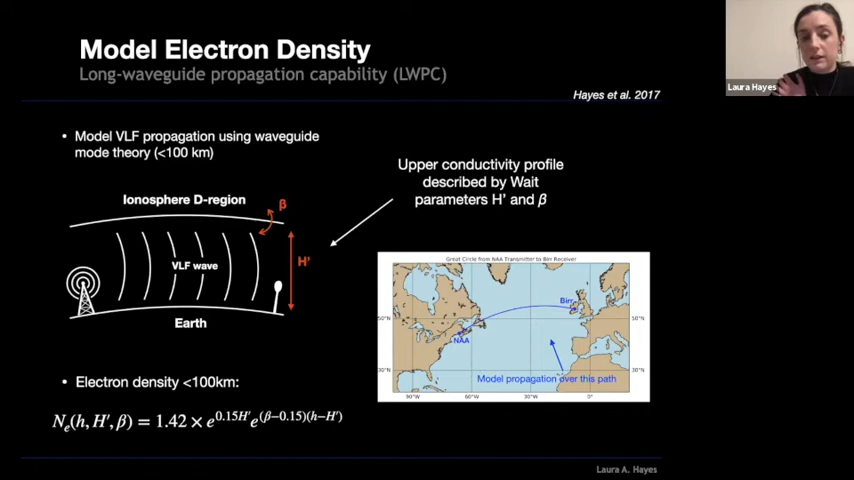 Model Electron Density
Long-waveguide propagation capability (LWPC)
Laura Hayes
Hayes et al. 2017
• Model VLF propagation using waveguide
mode theory (<100 km)
Upper conductivity profile
described by Wait
parameters H' and β
Ionosphere D-region
β
VLF wave
H'
Earth
Great Circle from NAA Transmitter to Birr Receiver
Birr
50°N
50°N
NAA
30°N
30°N
Model propagation over this path
90°W
60°W
30°W
0°
• Electron density <100km:
Nₑ(h, H′, β) = 1.42 × e^{0.15H′}e^{(β−0.15)(h−H′)}
Laura A. Hayes